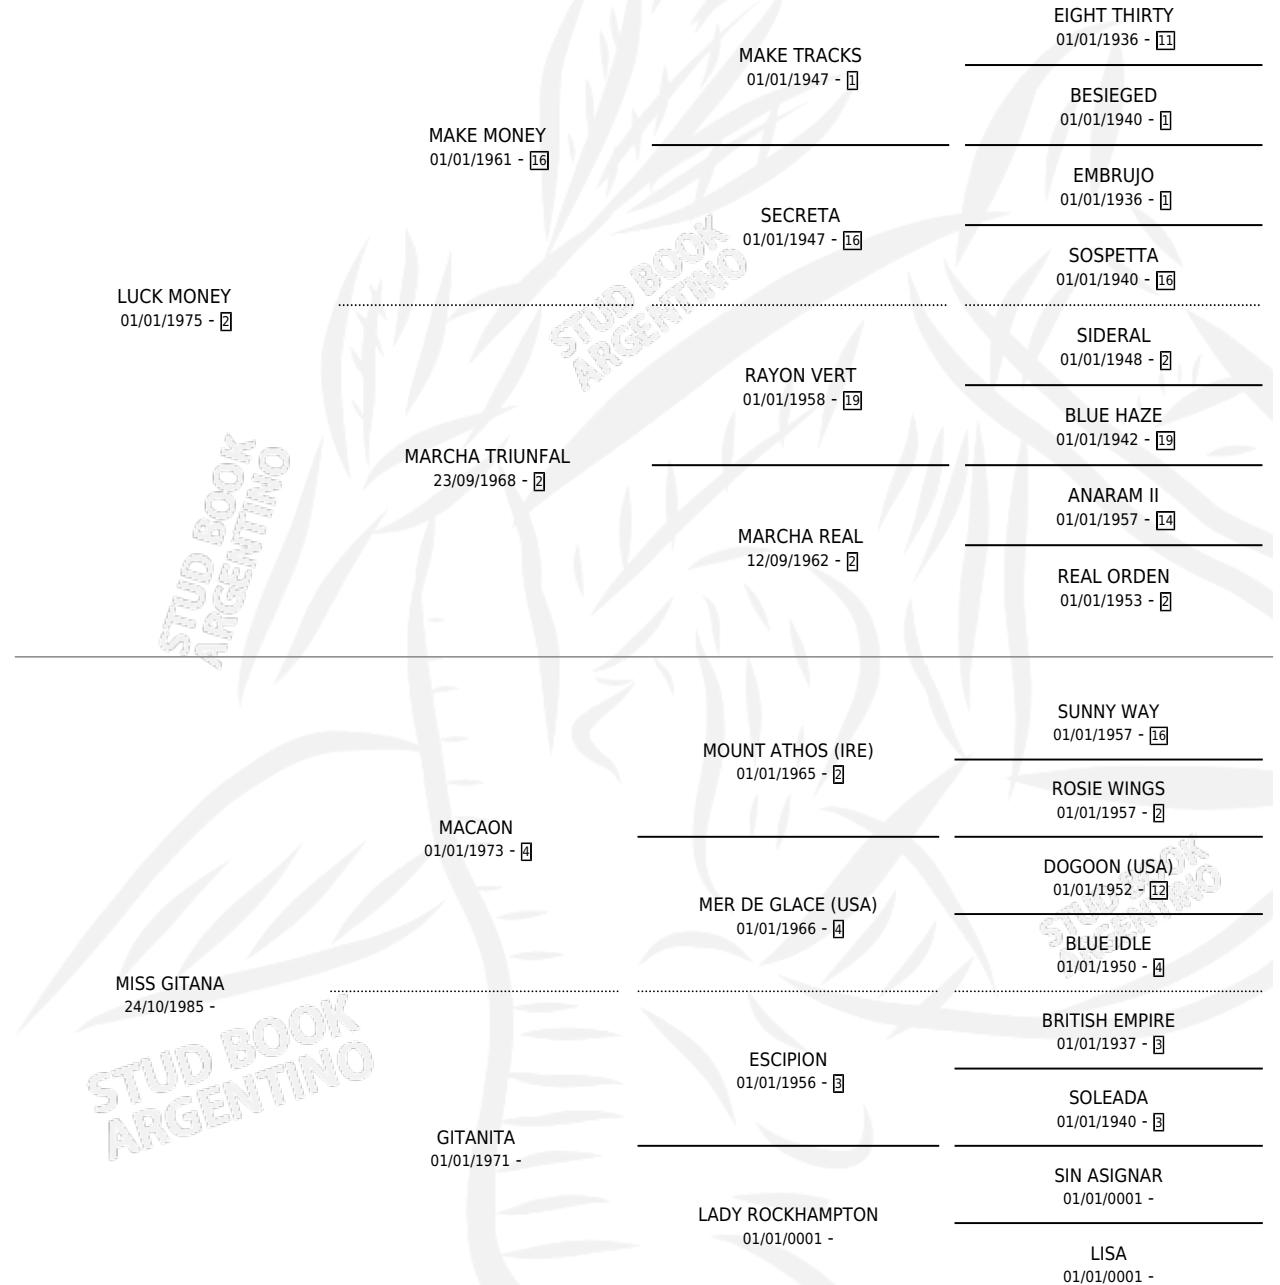 EIGHT THIRTY
01/01/1936 - 11
MAKE TRACKS
01/01/1947 - 1
BESIEGED
01/01/1940 - 1
MAKE MONEY
01/01/1961 - 16
EMBRUJO
01/01/1936 - 1
SECRETA
01/01/1947 - 16
SOSPETTA
01/01/1940 - 16
LUCK MONEY
01/01/1975 - 2
SIDERAL
01/01/1948 - 2
RAYON VERT
01/01/1958 - 19
BLUE HAZE
01/01/1942 - 19
MARCHA TRIUNFAL
23/09/1968 - 2
ANARAM II
01/01/1957 - 14
MARCHA REAL
12/09/1962 - 2
REAL ORDEN
01/01/1953 - 2
SUNNY WAY
01/01/1957 - 16
MOUNT ATHOS (IRE)
01/01/1965 - 2
ROSIE WINGS
01/01/1957 - 2
MACAON
01/01/1973 - 4
DOGOON (USA)
01/01/1952 - 12
MER DE GLACE (USA)
01/01/1966 - 4
BLUE IDLE
01/01/1950 - 4
MISS GITANA
24/10/1985 -
BRITISH EMPIRE
01/01/1937 - 3
ESCIPION
01/01/1956 - 3
SOLEADA
01/01/1940 - 3
GITANITA
01/01/1971 -
SIN ASIGNAR
01/01/0001 -
LADY ROCKHAMPTON
01/01/0001 -
LISA
01/01/0001 -
STUD BOOK
ARGENTINO
STUD BOOK
ARGENTINO
STUD BOOK
ARGENTINO
STUD BOOK
ARGENTINO